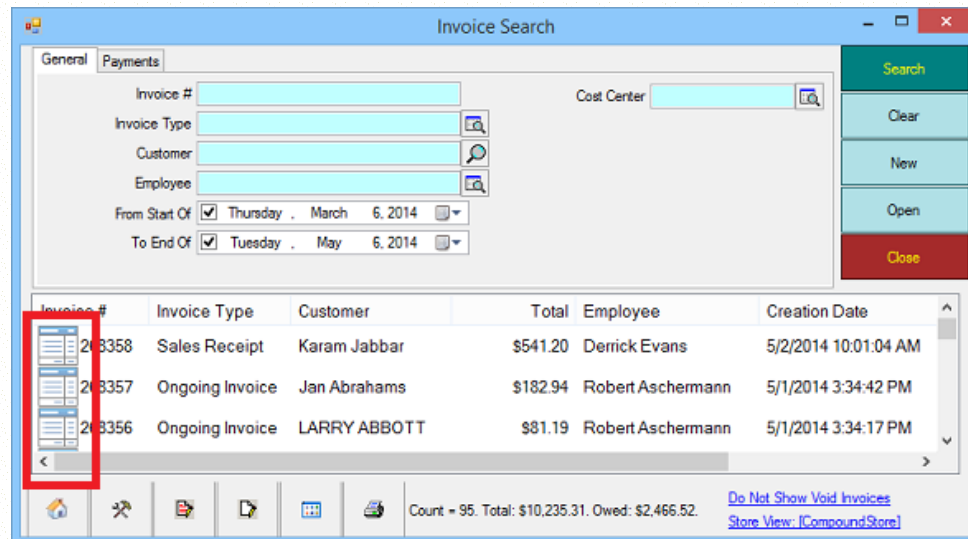 Invoice Search
General Payments
Search
Invoice # Cost Center
Clear
Invoice Type
Customer
New
Employee
From Start Of Thursday , March 6, 2014
Open
To End Of Tuesday , May 6, 2014
Close
Invoice # Invoice Type Customer Total Employee Creation Date
208358 Sales Receipt Karam Jabbar $541.20 Derrick Evans 5/2/2014 10:01:04 AM
208357 Ongoing Invoice Jan Abrahams $182.94 Robert Aschermann 5/1/2014 3:34:42 PM
208356 Ongoing Invoice LARRY ABBOTT $81.19 Robert Aschermann 5/1/2014 3:34:17 PM
Count = 95. Total: $10,235.31. Owed: $2,466.52.
Do Not Show Void Invoices
Store View: [CompoundStore]